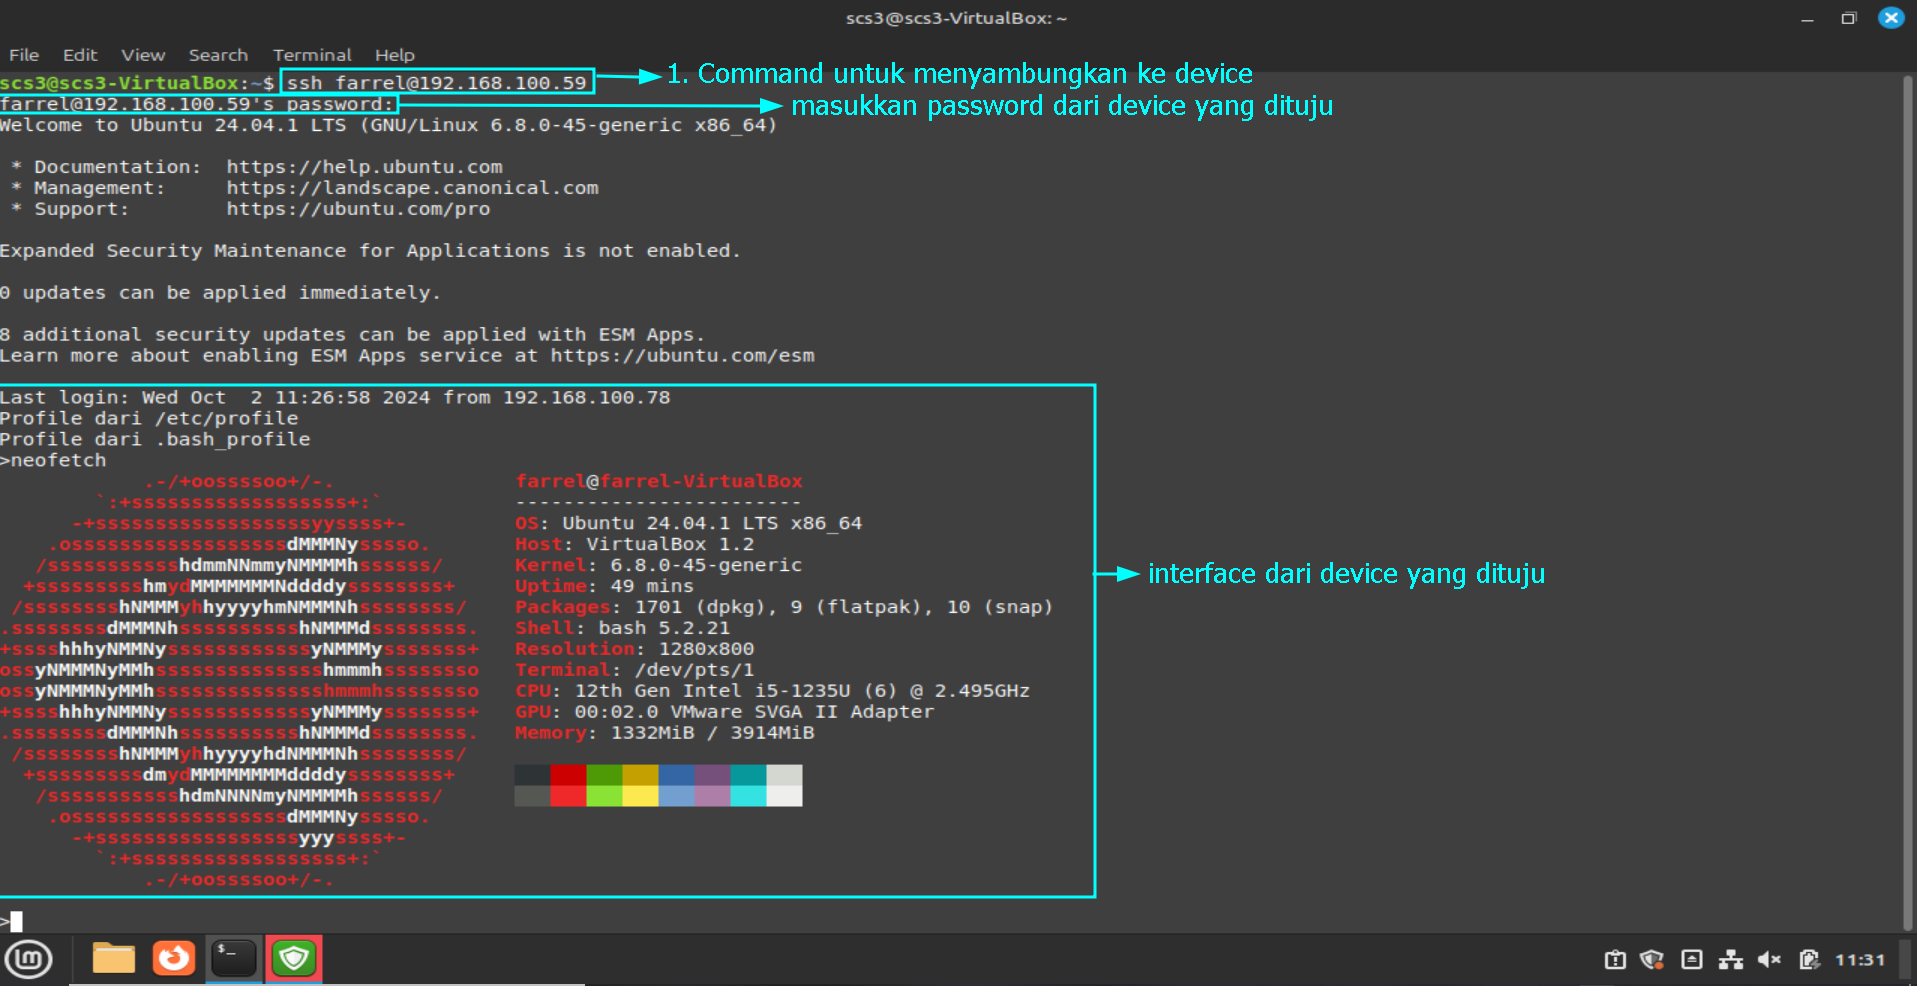 scs3@scs3-VirtualBox: ~
File Edit View Search Terminal Help
scs3@scs3-VirtualBox:~$ ssh farrel@192.168.100.59
1. Command untuk menyambungkan ke device
farrel@192.168.100.59's password:
masukkan password dari device yang dituju
Welcome to Ubuntu 24.04.1 LTS (GNU/Linux 6.8.0-45-generic x86_64)
* Documentation: https://help.ubuntu.com
* Management: https://landscape.canonical.com
* Support: https://ubuntu.com/pro
Expanded Security Maintenance for Applications is not enabled.
0 updates can be applied immediately.
8 additional security updates can be applied with ESM Apps.
Learn more about enabling ESM Apps service at https://ubuntu.com/esm
Last login: Wed Oct  2 11:26:58 2024 from 192.168.100.78
Profile dari /etc/profile
Profile dari .bash_profile
>neofetch
.-/+oossssoo+/-. farrel@farrel-VirtualBox
`:+ssssssssssssssssss+:` ------------------------
-+ssssssssssssssssssyyssss+- OS: Ubuntu 24.04.1 LTS x86_64
.osssssssssssssssssssdMMMNysssso. Host: VirtualBox 1.2
/ssssssssssshdmmNNmmyNMMMMhssssss/ Kernel: 6.8.0-45-generic
+ssssssssshmydMMMMMMMNddddyssssssss+ Uptime: 49 mins
/sssssssshNMMMyhhyyyyhmNMMMNhssssssss/ Packages: 1701 (dpkg), 9 (flatpak), 10 (snap)
.ssssssssdMMMNhsssssssssshNMMMdssssssss. Shell: bash 5.2.21
+sssshhhyNMMNyssssssssssssyNMMMysssssss+ Resolution: 1280x800
ossyNMMMNyMMhsssssssssssssshmmmhssssssso Terminal: /dev/pts/1
ossyNMMMNyMMhsssssssssssssshmmmhssssssso CPU: 12th Gen Intel i5-1235U (6) @ 2.495GHz
+sssshhhyNMMNyssssssssssssyNMMMysssssss+ GPU: 00:02.0 VMware SVGA II Adapter
.ssssssssdMMMNhsssssssssshNMMMdssssssss. Memory: 1332MiB / 3914MiB
/sssssssshNMMMyhhyyyyhdNMMMNhssssssss/
+sssssssssdmydMMMMMMMMddddyssssssss+
/ssssssssssshdmNNNNmyNMMMMhssssss/
.ossssssssssssssssssdMMMNysssso.
-+sssssssssssssssssyyyssss+-
`:+ssssssssssssssssss+:`
.-/+oossssoo+/-.
interface dari device yang dituju
>
$_
11:31